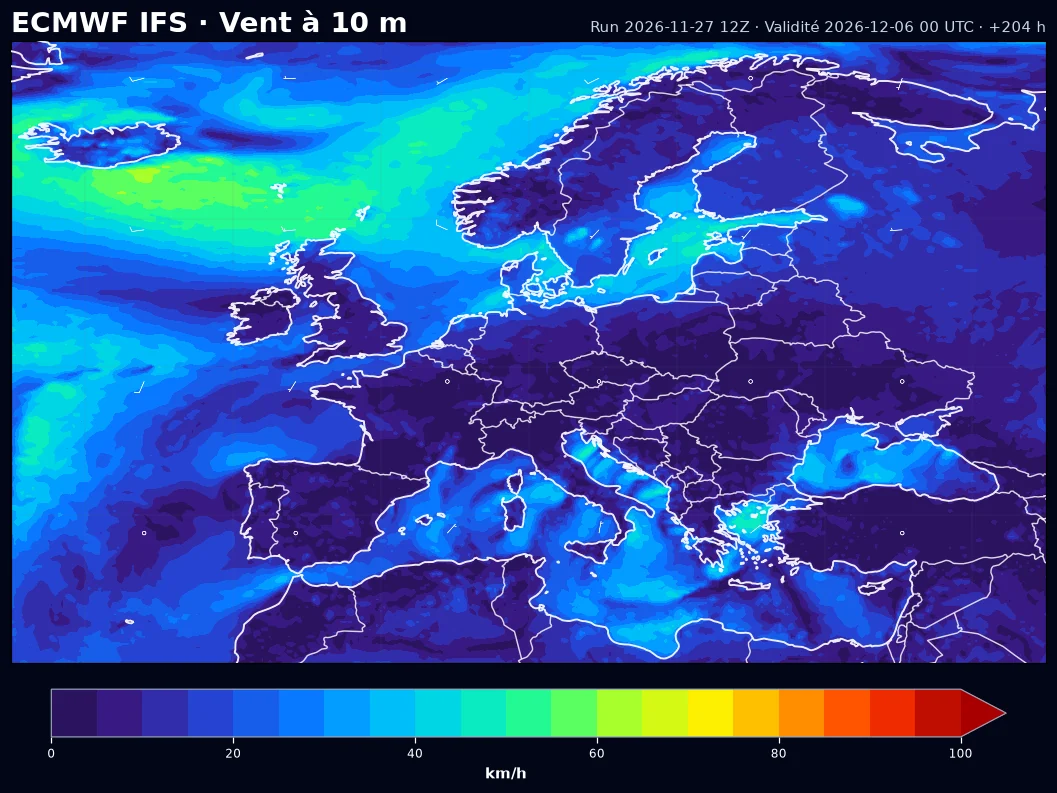 ECMWF IFS · Vent à 10 m
Run 2026-11-27 12Z · Validité 2026-12-06 00 UTC · +204 h
0 20 40 60 80 100
km/h